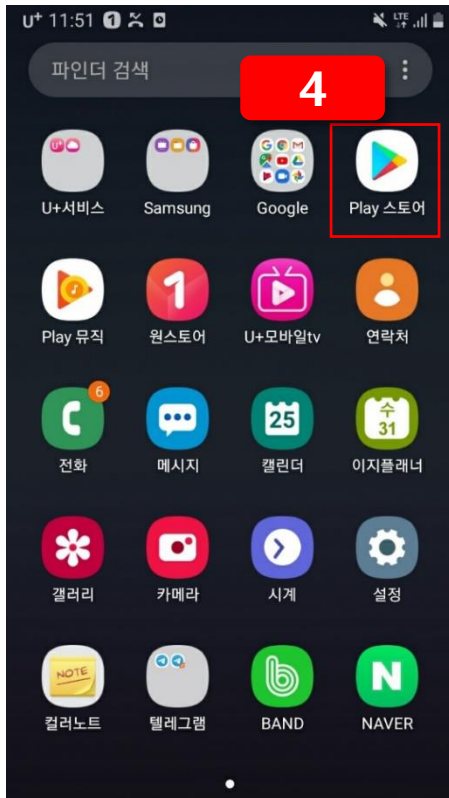 U+ 11:51
LTE
파인더 검색
4
U+서비스 Samsung Google Play 스토어
1
Play 뮤직 원스토어 U+모바일tv 연락처
6
25 수
31
전화 메시지 캘린더 이지플래너
갤러리 카메라 시계 설정
NOTE
N
컬러노트 텔레그램 BAND NAVER